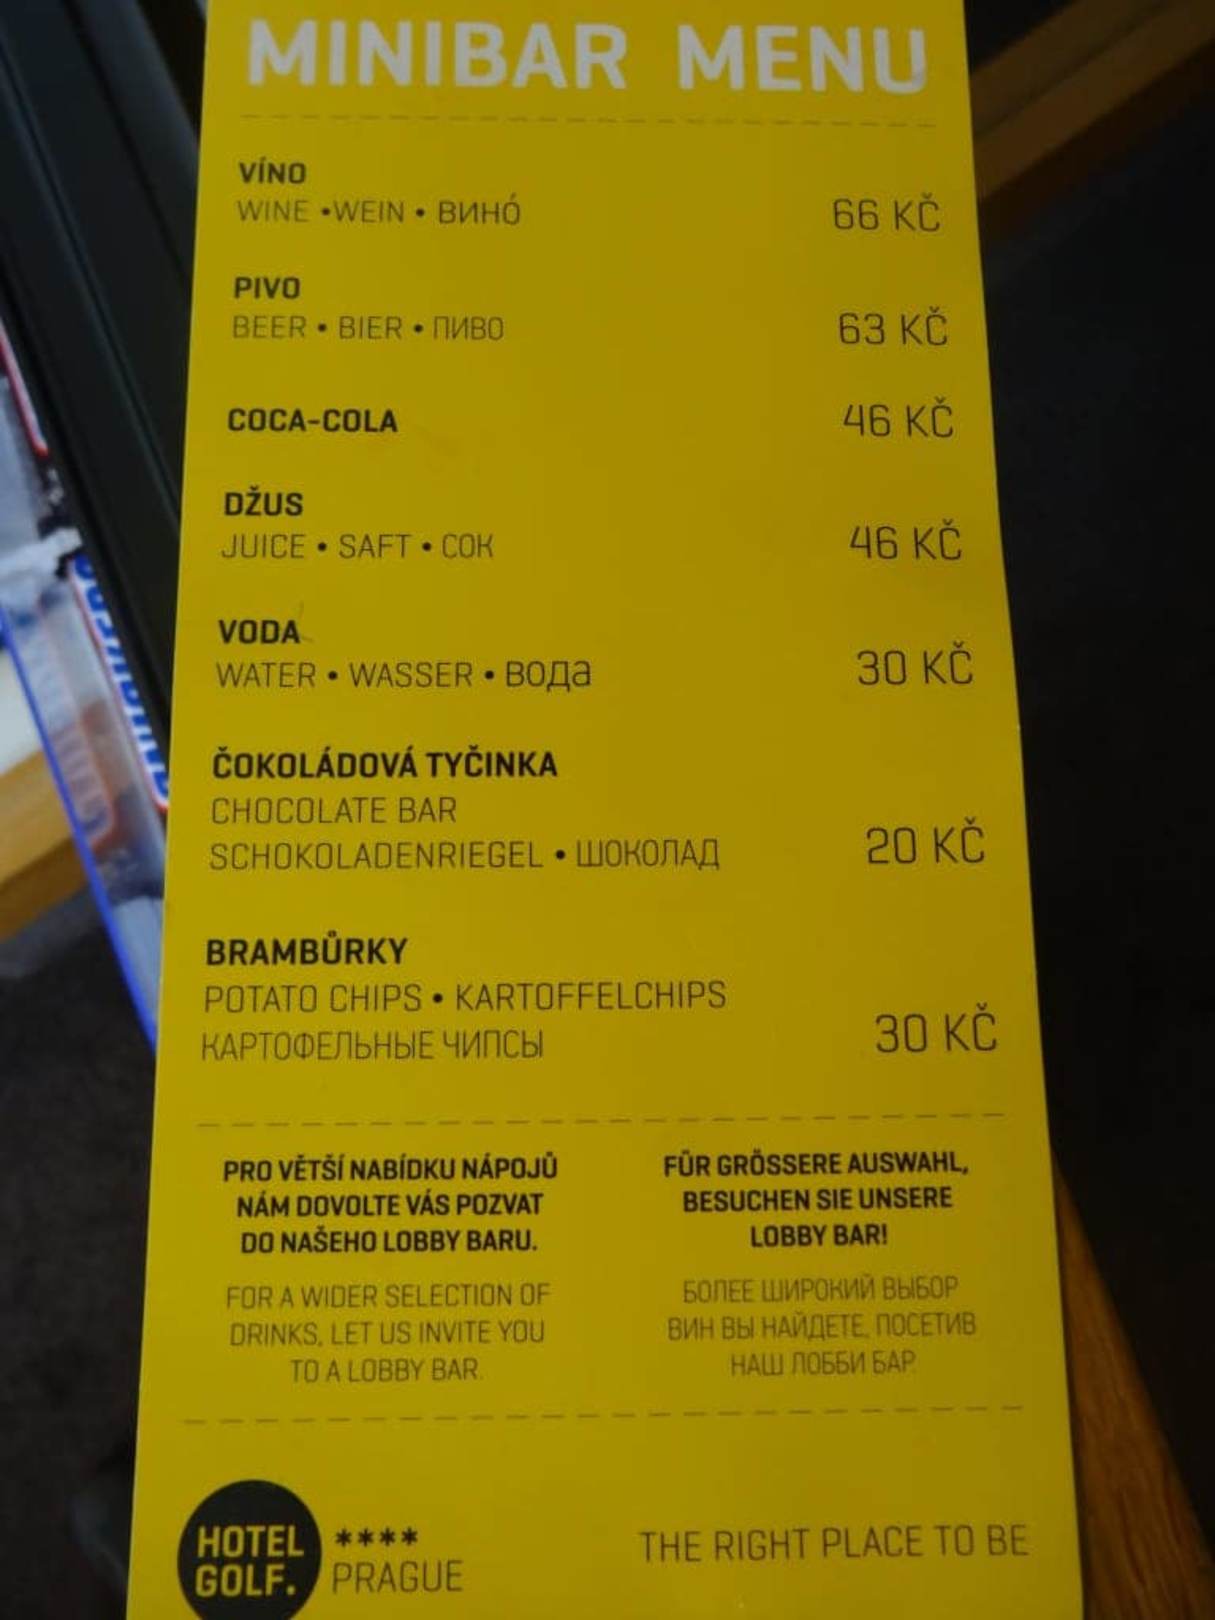 MINIBAR MENU
VÍNO
WINE •WEIN • ВИНÓ
66 KČ
PIVO
BEER • BIER • ПИВО
63 KČ
COCA-COLA
46 KČ
DŽUS
JUICE • SAFT • СОК
46 KČ
VODA
WATER • WASSER • ВОДа
30 KČ
ČOKOLÁDOVÁ TYČINKA
CHOCOLATE BAR
SCHOKOLADENRIEGEL • ШОКОЛАД
20 KČ
BRAMBŮRKY
POTATO CHIPS • KARTOFFELCHIPS
КАРТОФЕЛЬНЫЕ ЧИПСЫ
30 KČ
PRO VĚTŠÍ NABÍDKU NÁPOJŮ
NÁM DOVOLTE VÁS POZVAT
DO NAŠEHO LOBBY BARU.
FOR A WIDER SELECTION OF
DRINKS, LET US INVITE YOU
TO A LOBBY BAR.
FÜR GRÖSSERE AUSWAHL,
BESUCHEN SIE UNSERE
LOBBY BAR!
БОЛЕЕ ШИРОКИЙ ВЫБОР
ВИН ВЫ НАЙДЕТЕ, ПОСЕТИВ
НАШ ЛОББИ БАР.
HOTEL
GOLF.
****
PRAGUE
THE RIGHT PLACE TO BE